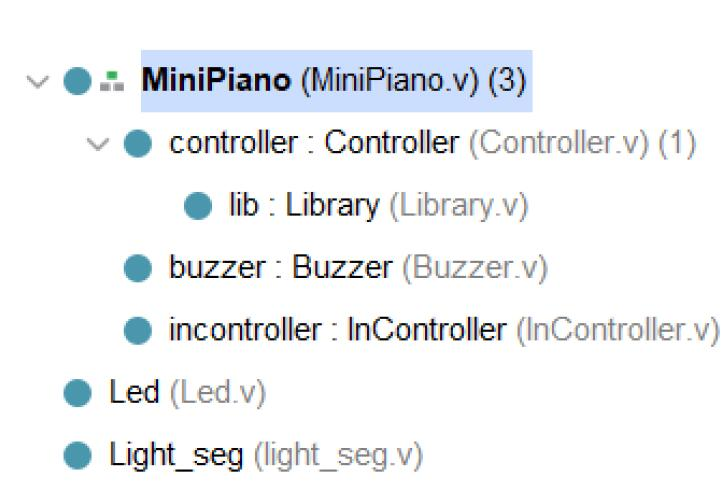 MiniPiano (MiniPiano.v) (3)
controller : Controller (Controller.v) (1)
lib : Library (Library.v)
buzzer : Buzzer (Buzzer.v)
incontroller : InController (InController.v)
Led (Led.v)
Light_seg (light_seg.v)